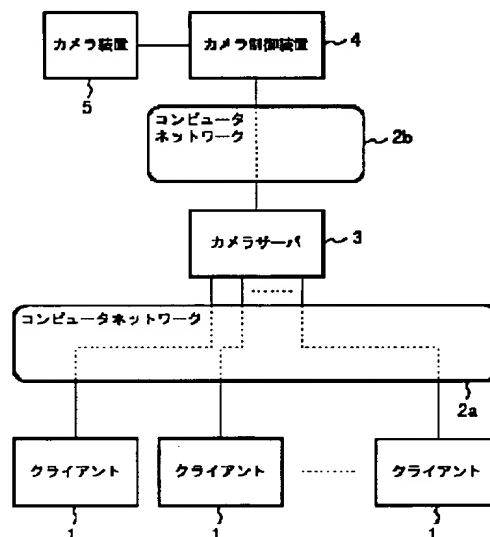 カメラ装置
カメラ制御装置
4
5
コンピュータ
ネットワーク
2b
カメラサーバ
3
コンピュータネットワーク
2a
クライアント
クライアント
クライアント
1
1
1